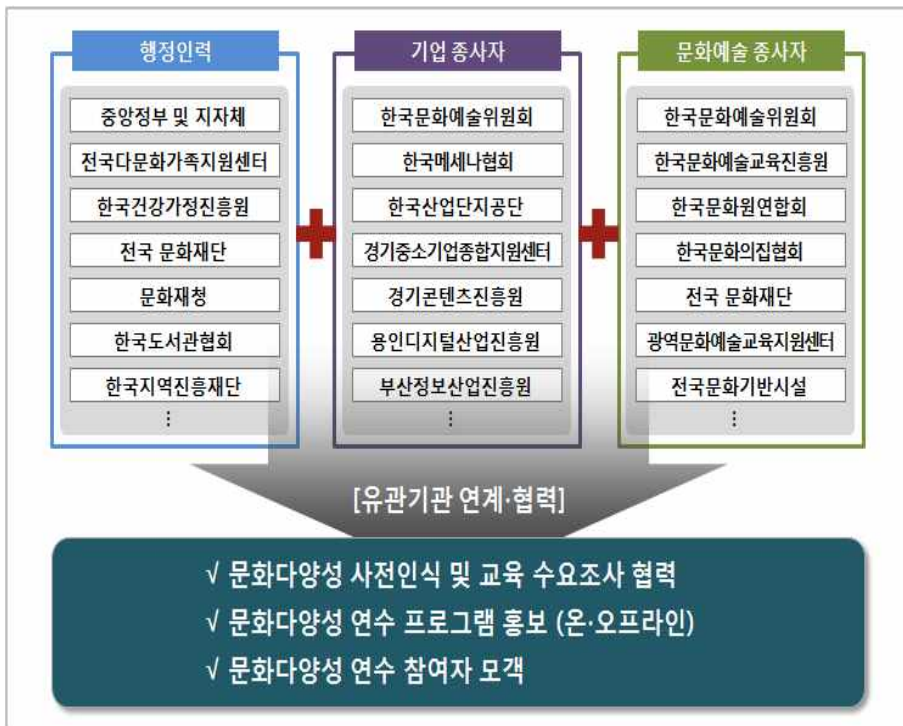 행정인력
중앙정부 및 지자체
전국다문화가족지원센터
한국건강가정진흥원
전국 문화재단
문화재청
한국도서관협회
한국지역진흥재단
⋮
기업 종사자
한국문화예술위원회
한국메세나협회
한국산업단지공단
경기중소기업종합지원센터
경기콘텐츠진흥원
용인디지털산업진흥원
부산정보산업진흥원
⋮
문화예술 종사자
한국문화예술위원회
한국문화예술교육진흥원
한국문화원연합회
한국문화의집협회
전국 문화재단
광역문화예술교육지원센터
전국문화기반시설
⋮
[유관기관 연계·협력]
√ 문화다양성 사전인식 및 교육 수요조사 협력
√ 문화다양성 연수 프로그램 홍보 (온·오프라인)
√ 문화다양성 연수 참여자 모객